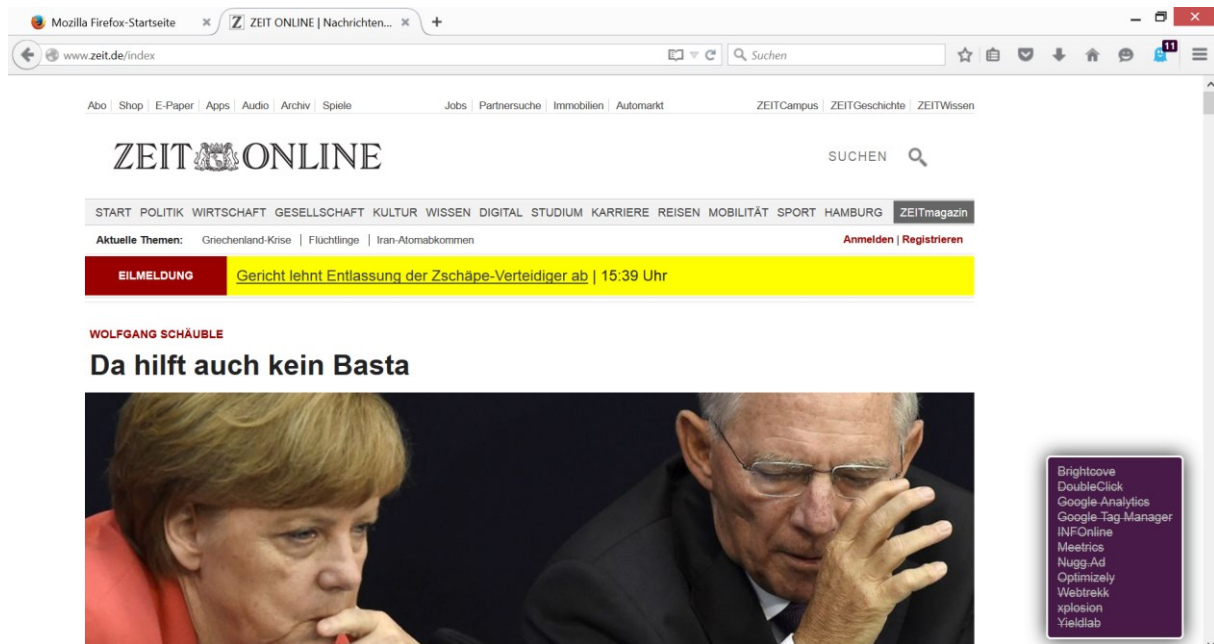 Mozilla Firefox-Startseite
ZEIT ONLINE | Nachrichten...
www.zeit.de/index
Suchen
11
Abo | Shop | E-Paper | Apps | Audio | Archiv | Spiele
Jobs | Partnersuche | Immobilien | Automarkt
ZEITCampus | ZEITGeschichte | ZEITWissen
ZEIT ONLINE
SUCHEN
START POLITIK WIRTSCHAFT GESELLSCHAFT KULTUR WISSEN DIGITAL STUDIUM KARRIERE REISEN MOBILITÄT SPORT HAMBURG ZEITmagazin
Aktuelle Themen: Griechenland-Krise | Flüchtlinge | Iran-Atomabkommen
Anmelden | Registrieren
EILMELDUNG Gericht lehnt Entlassung der Zschäpe-Verteidiger ab | 15:39 Uhr
WOLFGANG SCHÄUBLE
Da hilft auch kein Basta
Brightcove
DoubleClick
Google Analytics
Google Tag Manager
INFOnline
Meetrics
Nugg.Ad
Optimizely
Webtrekk
xplosion
Yieldlab